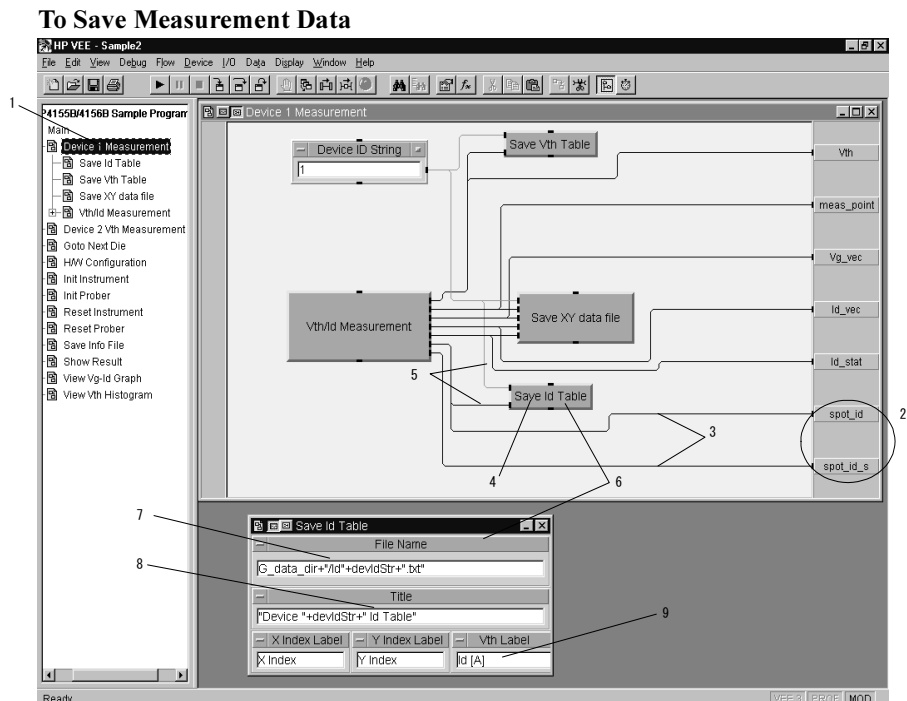 To Save Measurement Data
HP VEE - Sample2
File Edit View Debug Flow Device I/O Data Display Window Help
P4155B/4156B Sample Program
Main
Device 1 Measurement
Save Id Table
Save Vth Table
Save XY data file
Vth/Id Measurement
Device 2 Vth Measurement
Goto Next Die
H/W Configuration
Init Instrument
Init Prober
Reset Instrument
Reset Prober
Save Info File
Show Result
View Vg-Id Graph
View Vth Histogram
1
Device 1 Measurement
Device ID String
1
Save Vth Table
Vth
meas_point
Vg_vec
Id_vec
Vth/Id Measurement
Save XY data file
Id_stat
5
Save Id Table
spot_id
2
3
spot_id_s
4
6
7
Save Id Table
File Name
G_data_dir+"/Id"+devIdStr+".txt"
8
Title
"Device "+devIdStr+" Id Table"
9
X Index Label
Y Index Label
Vth Label
X Index
Y Index
Id [A]
Ready
VEE 3 PROF MOD